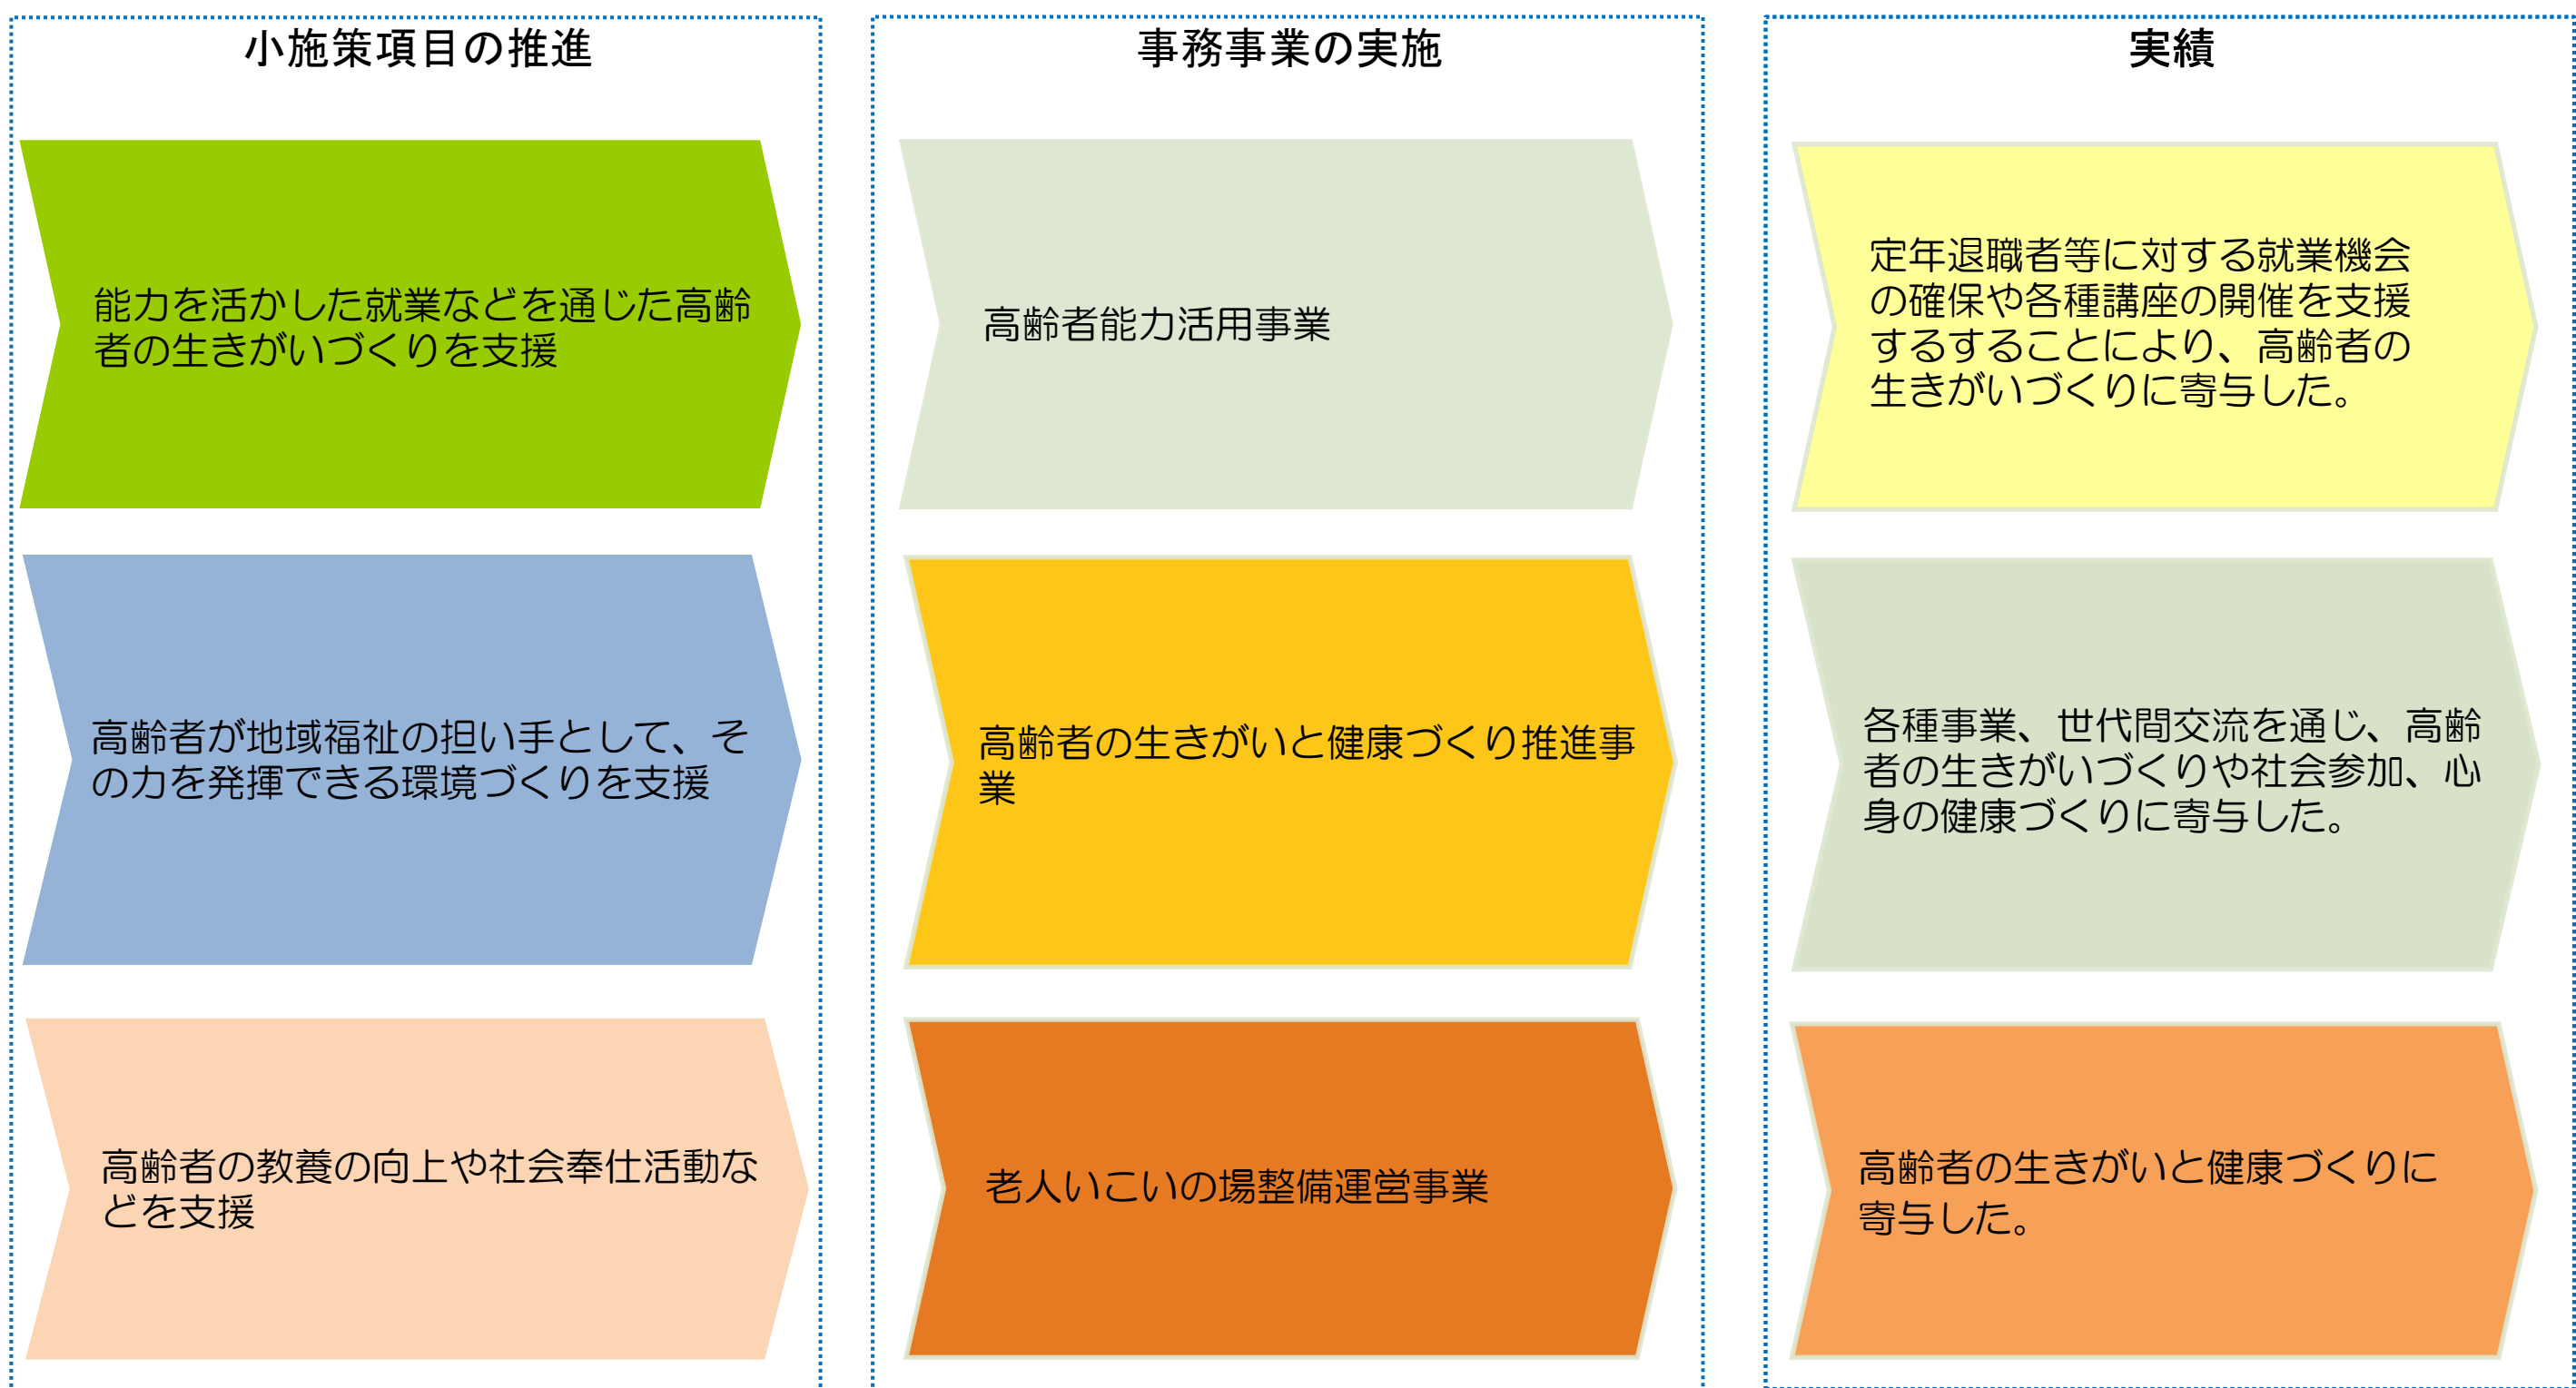 小施策項目の推進
能力を活かした就業などを通じた高齢
者の生きがいづくりを支援
高齢者が地域福祉の担い手として、そ
の力を発揮できる環境づくりを支援
高齢者の教養の向上や社会奉仕活動な
どを支援
事務事業の実施
高齢者能力活用事業
高齢者の生きがいと健康づくり推進事
業
老人いこいの場整備運営事業
実績
定年退職者等に対する就業機会
の確保や各種講座の開催を支援
するすることにより、高齢者の
生きがいづくりに寄与した。
各種事業、世代間交流を通じ、高齢
者の生きがいづくりや社会参加、心
身の健康づくりに寄与した。
高齢者の生きがいと健康づくりに
寄与した。